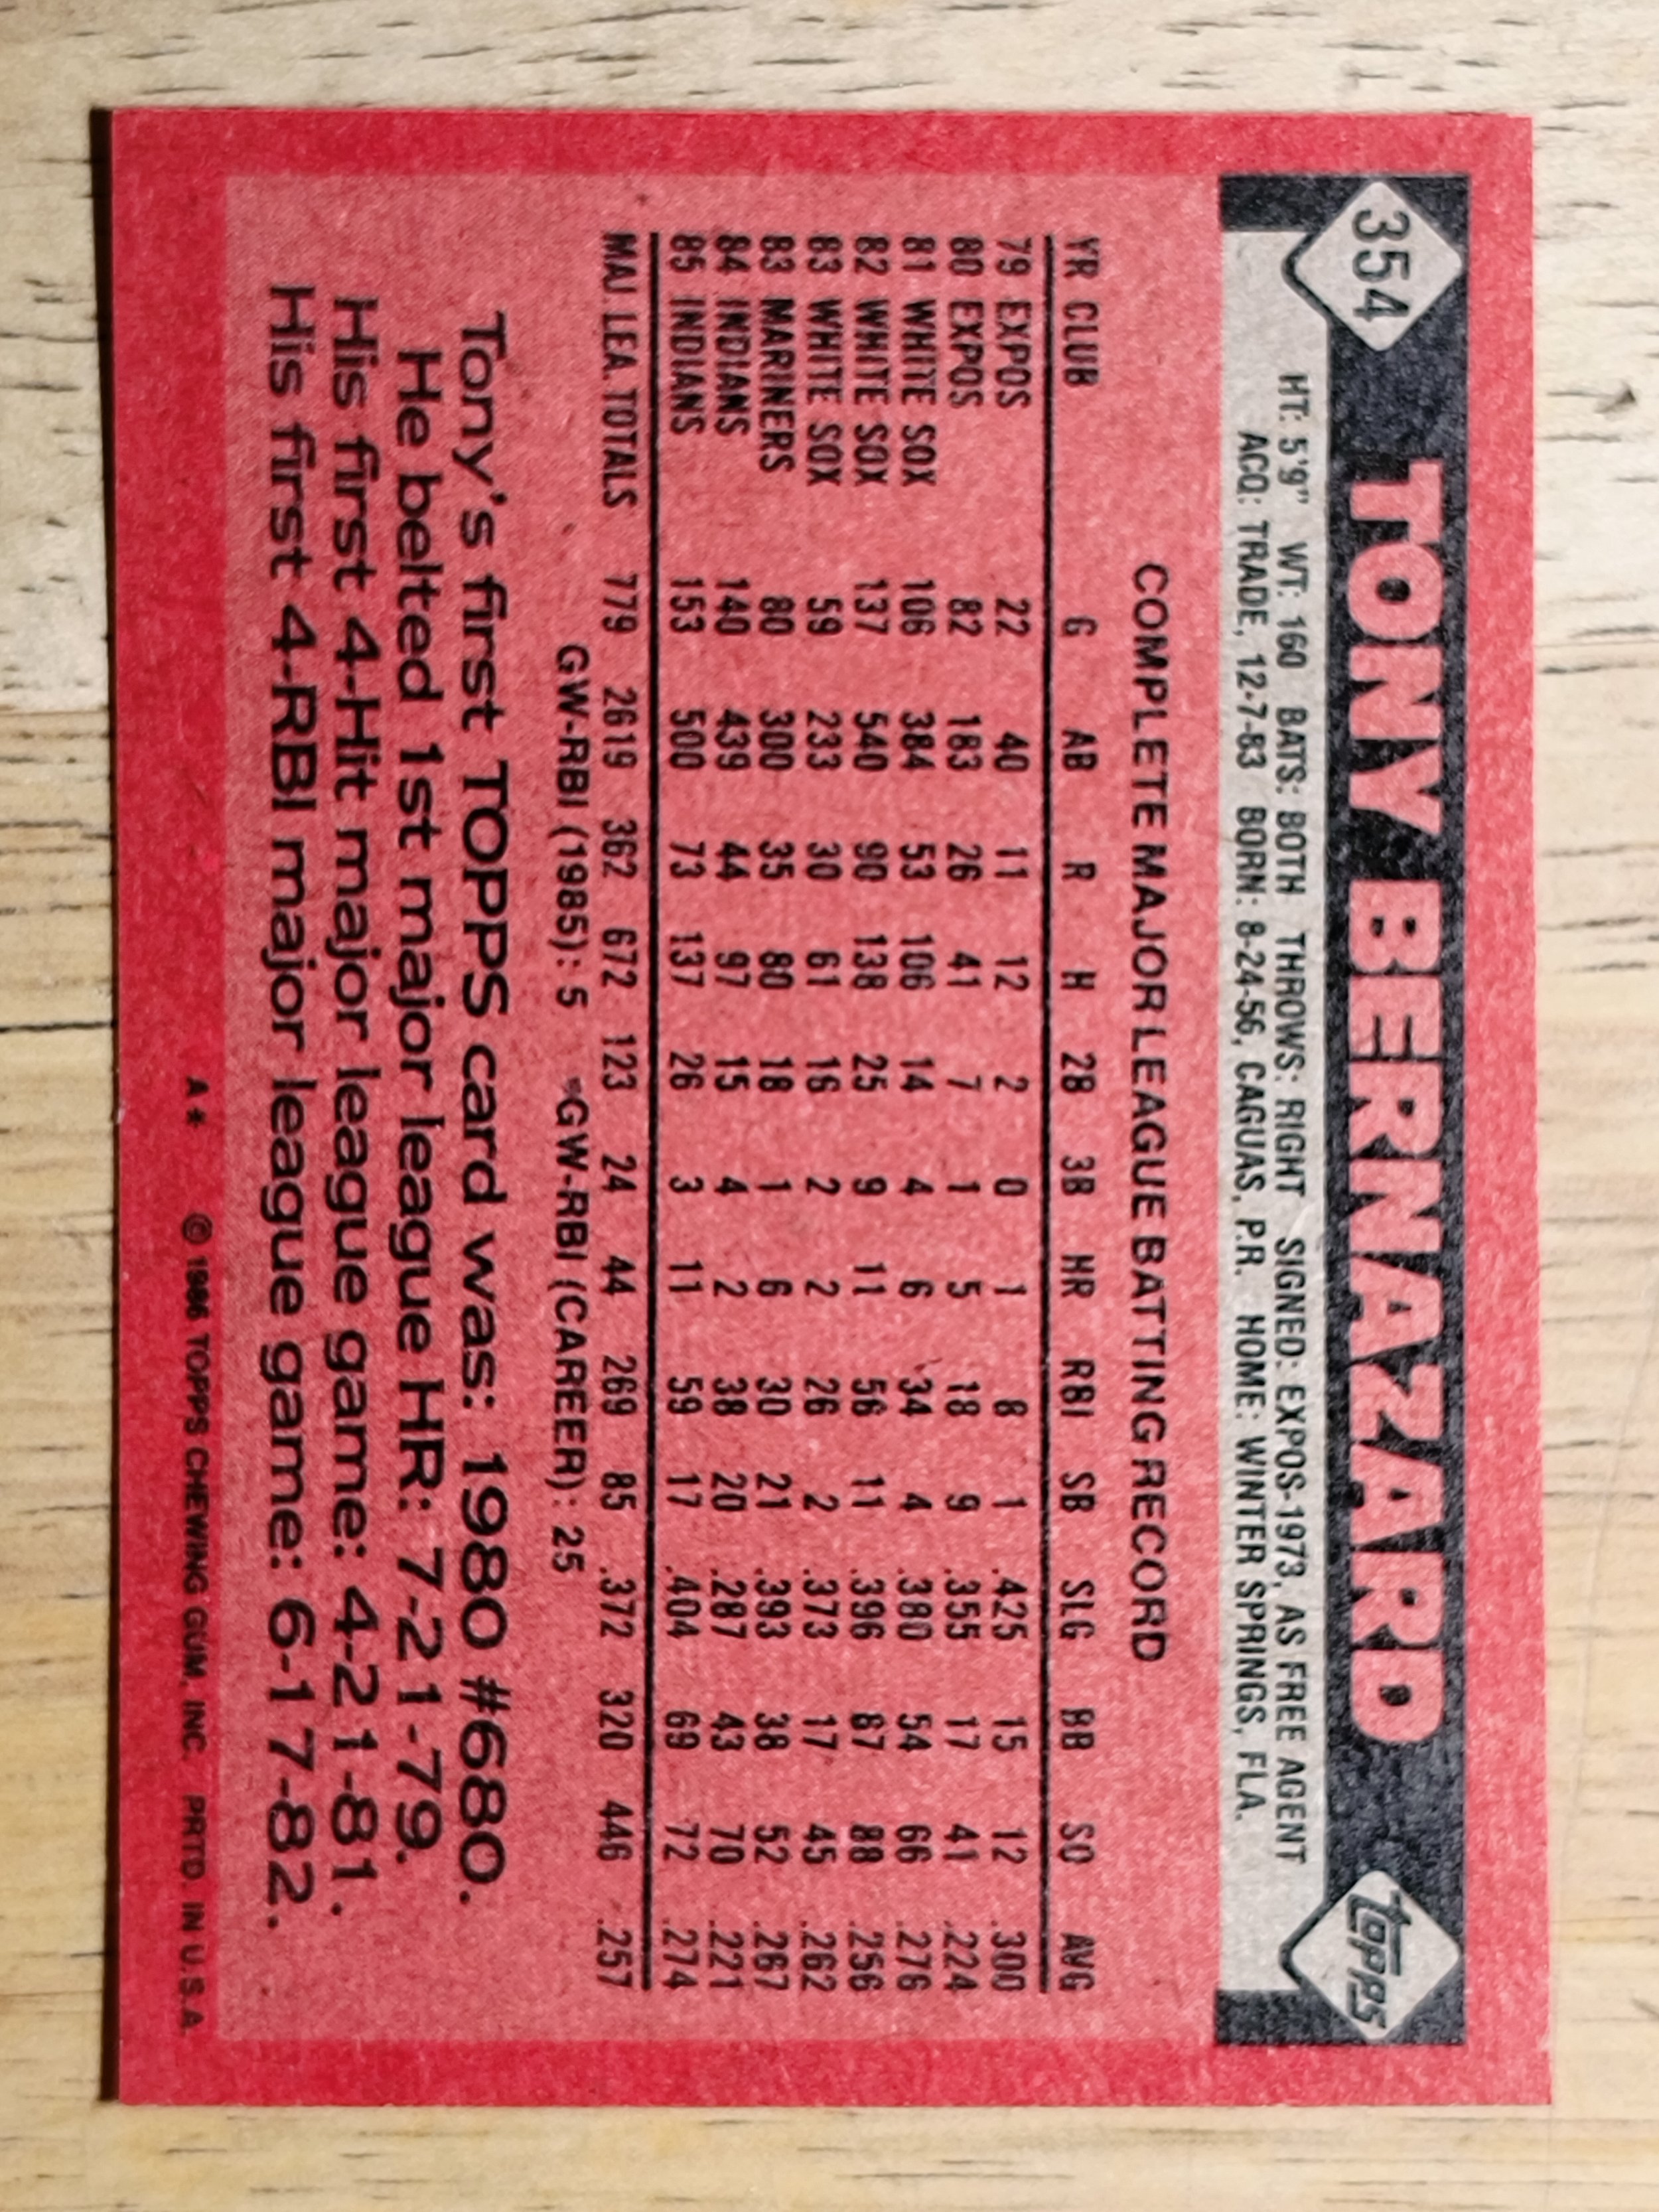 354 TONY BERNAZARD topps
HT: 5'9" WT: 160 BATS: BOTH THROWS: RIGHT SIGNED: EXPOS-1973, AS FREE AGENT
ACQ: TRADE, 12-7-83 BORN: 8-24-56, CAGUAS, P.R. HOME: WINTER SPRINGS, FLA.
COMPLETE MAJOR LEAGUE BATTING RECORD
YR CLUB G AB R H 2B 3B HR RBI SB SLG BB SO AVG
79 EXPOS 22 40 11 12 2 0 1 8 1 .425 15 12 .300
80 EXPOS 82 183 26 41 7 1 5 18 9 .355 17 41 .224
81 WHITE SOX 106 384 53 106 14 4 6 34 4 .380 54 66 .276
82 WHITE SOX 137 540 90 138 25 9 11 56 11 .396 67 88 .256
83 WHITE SOX 59 233 30 61 16 2 2 26 2 .373 17 45 .262
83 MARINERS 80 300 35 80 18 1 6 30 21 .393 38 52 .267
84 INDIANS 140 439 44 97 15 4 2 38 20 .287 43 70 .221
85 INDIANS 153 500 73 137 26 3 11 59 17 .404 69 72 .274
MAJ. LEA. TOTALS 779 2619 362 672 123 24 44 269 85 .372 320 446 .257
GW-RBI (1985): 5 GW-RBI (CAREER): 25
Tony's first TOPPS card was: 1980 #680.
He belted 1st major league HR: 7-21-79.
His first 4-Hit major league game: 4-21-81.
His first 4-RBI major league game: 6-17-82.
A* © 1986 TOPPS CHEWING GUM, INC. PRTD. IN U.S.A.